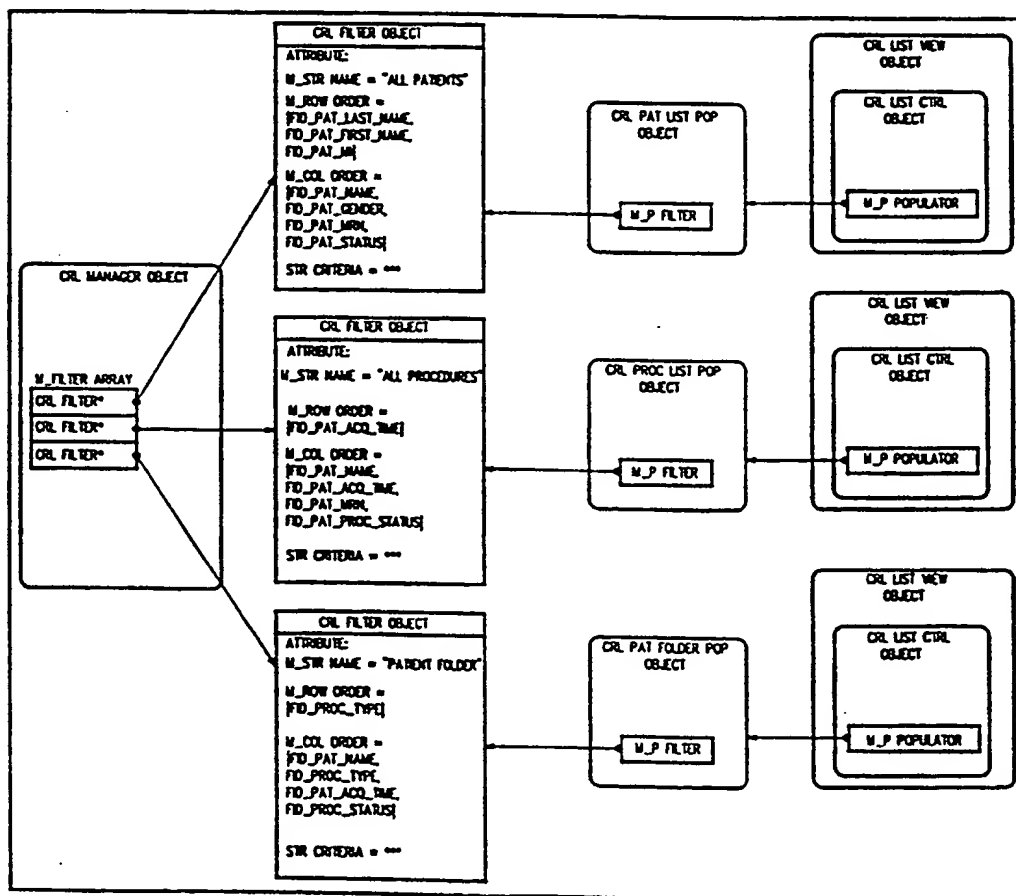 CRL MANAGER OBJECT
M_FILTER ARRAY
CRL FILTER*
CRL FILTER*
CRL FILTER*
CRL FILTER OBJECT
ATTRIBUTE:
M_STR NAME = "ALL PATIENTS"
M_ROW ORDER =
[FID_PAT_LAST_NAME,
FID_PAT_FIRST_NAME,
FID_PAT_MI]
M_COL ORDER =
[FID_PAT_NAME,
FID_PAT_GENDER,
FID_PAT_MRN,
FID_PAT_STATUS]
STR CRITERIA = ""
CRL PAT LIST POP
OBJECT
M_P FILTER
CRL LIST VIEW
OBJECT
CRL LIST CTRL
OBJECT
M_P POPULATOR
CRL FILTER OBJECT
ATTRIBUTE:
M_STR NAME = "ALL PROCEDURES"
M_ROW ORDER =
[FID_PAT_ACQ_TIME]
M_COL ORDER =
[FID_PAT_NAME,
FID_PAT_ACQ_TIME,
FID_PAT_MRN,
FID_PAT_PROC_STATUS]
STR CRITERIA = ""
CRL PROC LIST POP
OBJECT
M_P FILTER
CRL LIST VIEW
OBJECT
CRL LIST CTRL
OBJECT
M_P POPULATOR
CRL FILTER OBJECT
ATTRIBUTE:
M_STR NAME = "PATIENT FOLDER"
M_ROW ORDER =
[FID_PROC_TYPE]
M_COL ORDER =
[FID_PAT_NAME,
FID_PROC_TYPE,
FID_PAT_ACQ_TIME,
FID_PROC_STATUS]
STR CRITERIA = ""
CRL PAT FOLDER POP
OBJECT
M_P FILTER
CRL LIST VIEW
OBJECT
CRL LIST CTRL
OBJECT
M_P POPULATOR